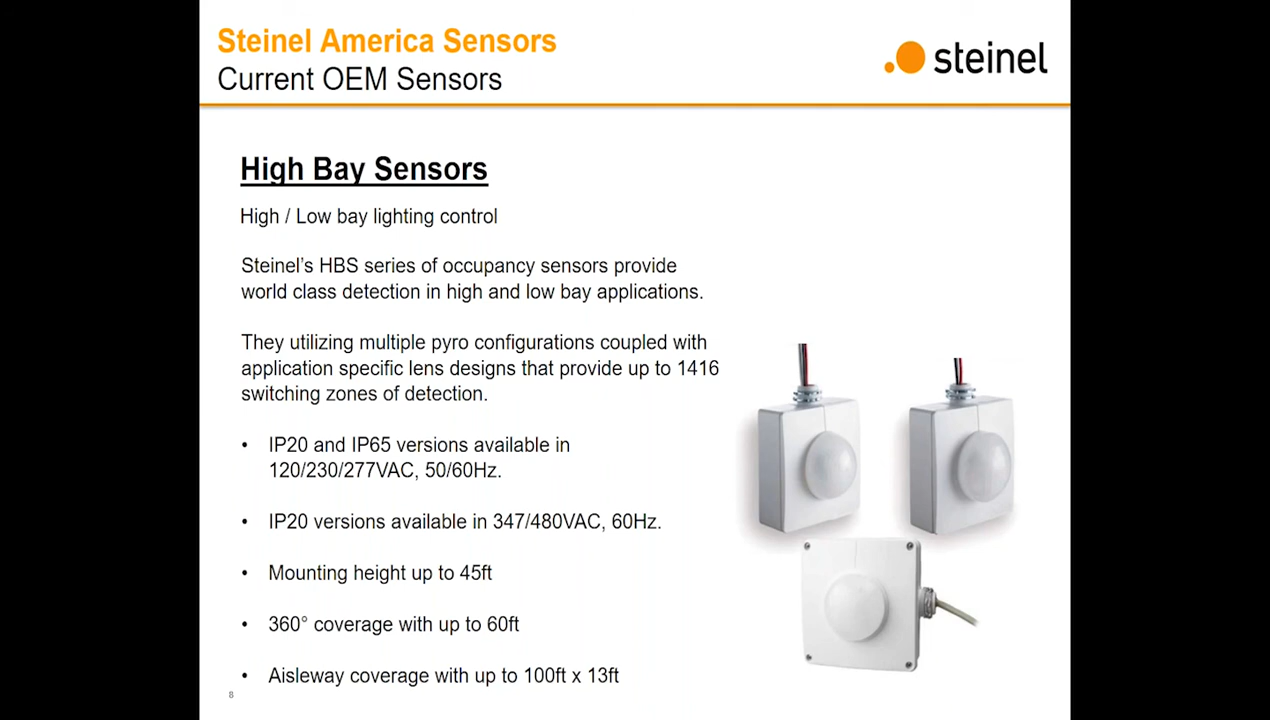 Steinel America Sensors
Current OEM Sensors
steinel
High Bay Sensors
High / Low bay lighting control
Steinel’s HBS series of occupancy sensors provide
world class detection in high and low bay applications.
They utilizing multiple pyro configurations coupled with
application specific lens designs that provide up to 1416
switching zones of detection.
• IP20 and IP65 versions available in
120/230/277VAC, 50/60Hz.
• IP20 versions available in 347/480VAC, 60Hz.
• Mounting height up to 45ft
• 360° coverage with up to 60ft
• Aisleway coverage with up to 100ft x 13ft
8